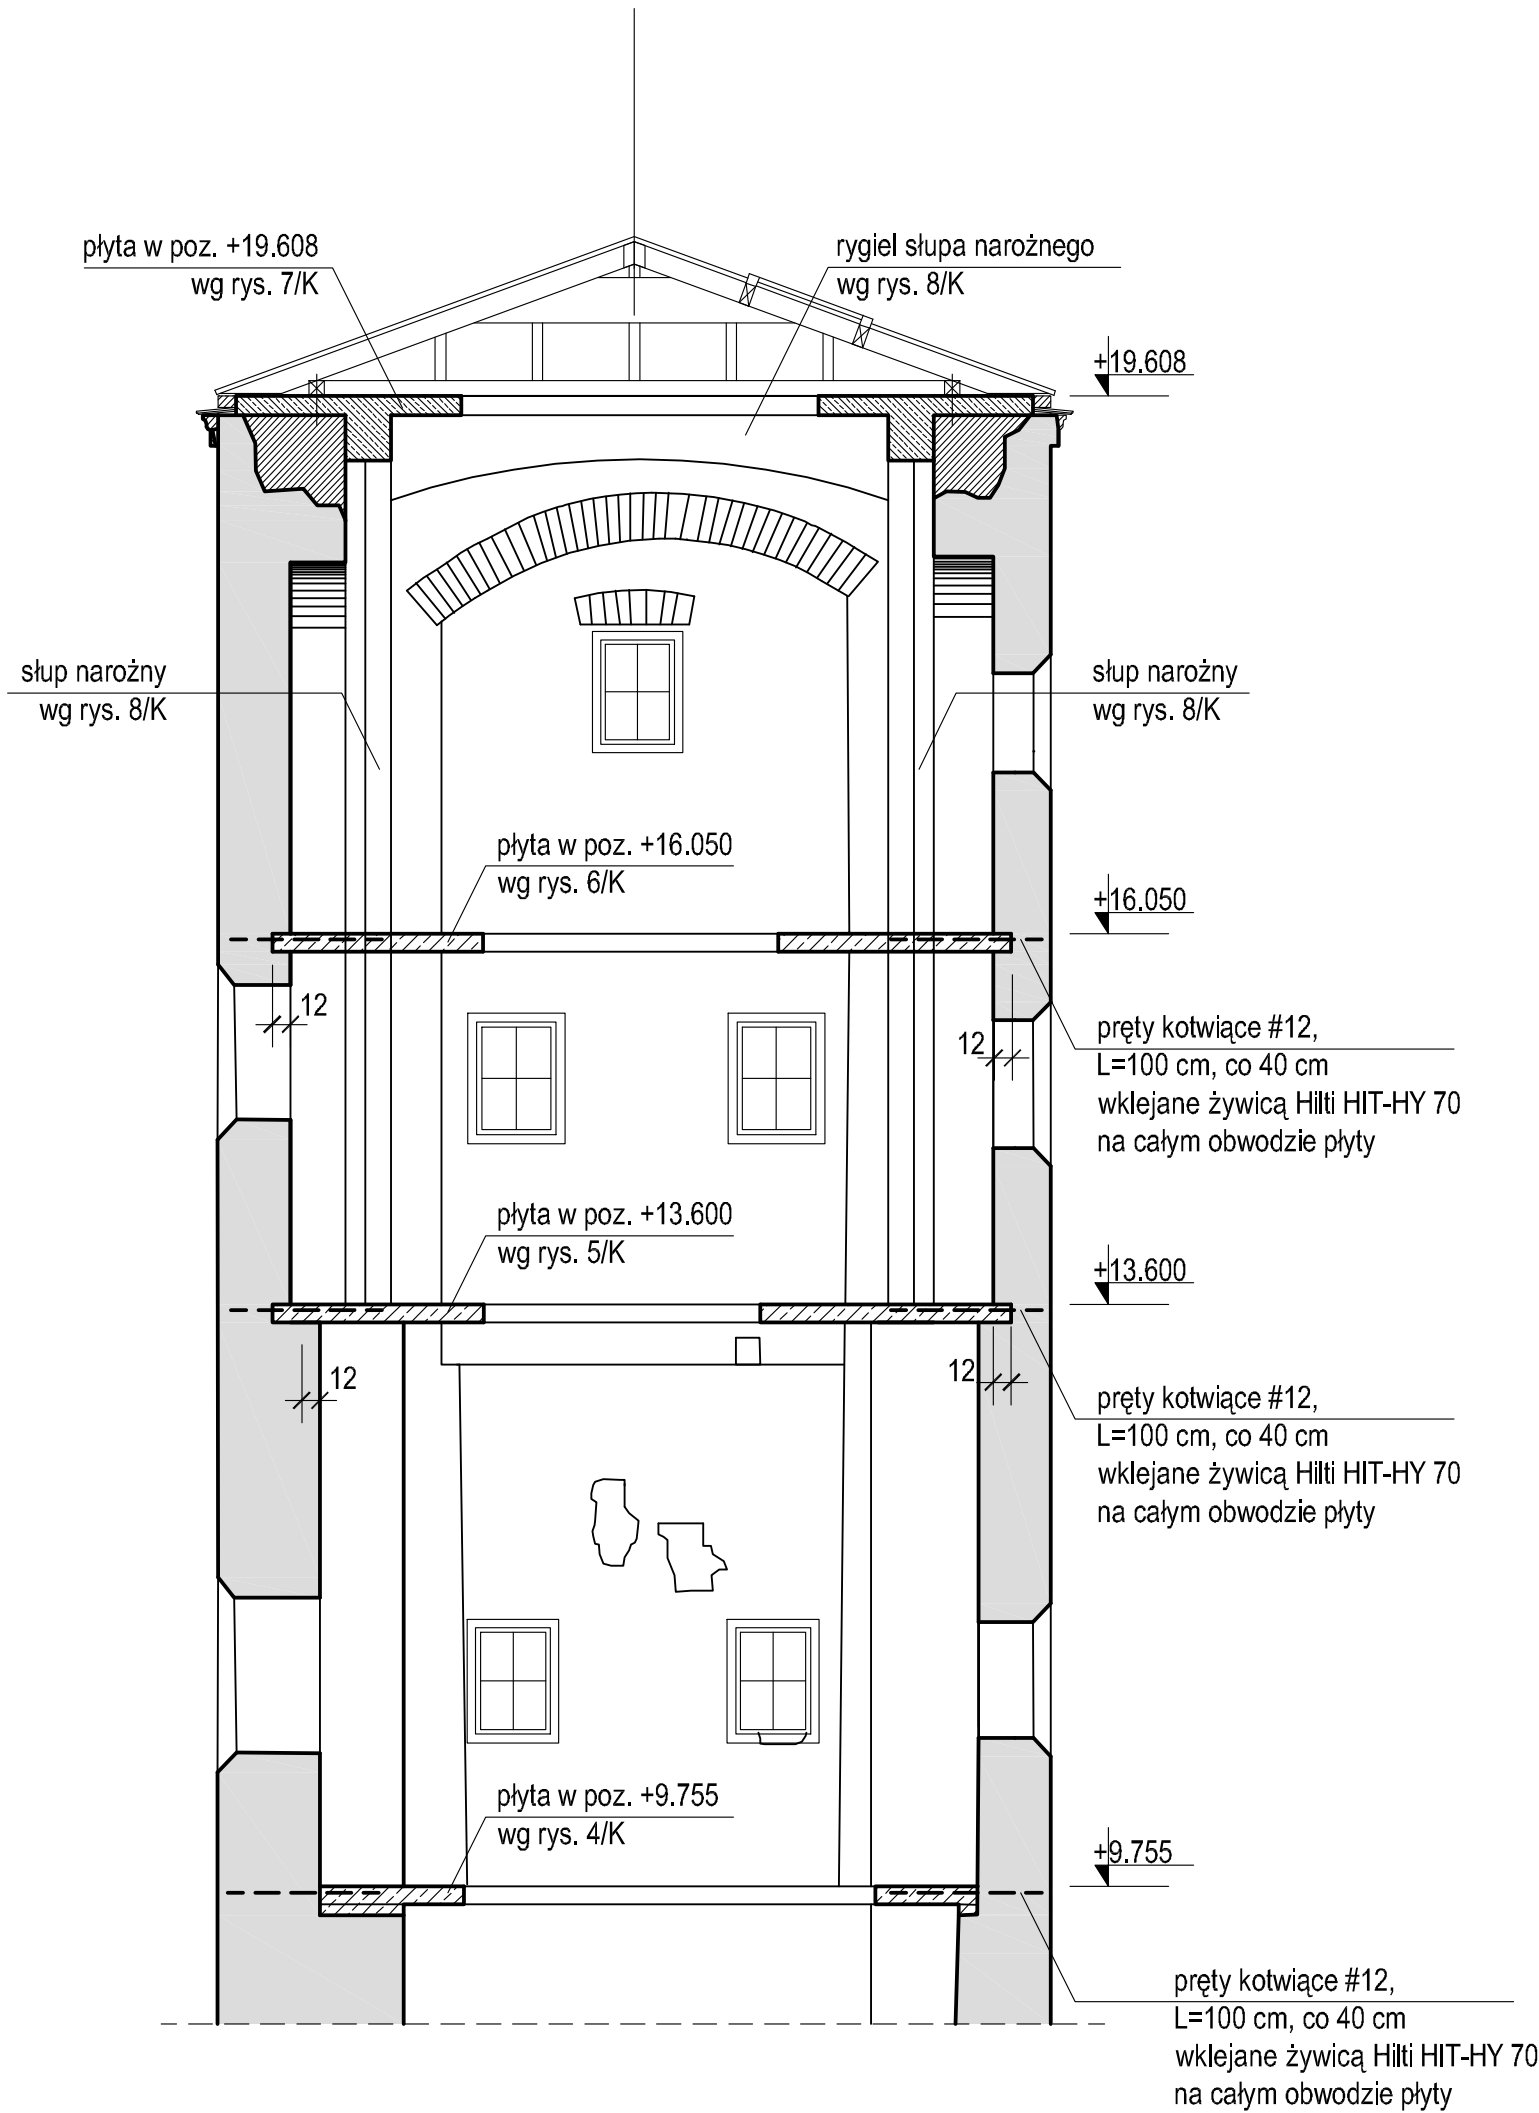 płyta w poz. +19.608
wg rys. 7/K
rygiel słupa narożnego
wg rys. 8/K
+19.608
słup narożny
wg rys. 8/K
słup narożny
wg rys. 8/K
płyta w poz. +16.050
wg rys. 6/K
+16.050
12
12
pręty kotwiące #12,
L=100 cm, co 40 cm
wklejane żywicą Hilti HIT-HY 70
na całym obwodzie płyty
płyta w poz. +13.600
wg rys. 5/K
+13.600
12
12
pręty kotwiące #12,
L=100 cm, co 40 cm
wklejane żywicą Hilti HIT-HY 70
na całym obwodzie płyty
płyta w poz. +9.755
wg rys. 4/K
+9.755
pręty kotwiące #12,
L=100 cm, co 40 cm
wklejane żywicą Hilti HIT-HY 70
na całym obwodzie płyty